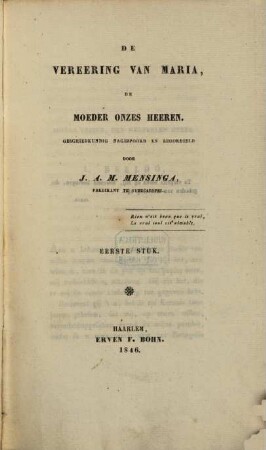 DE
VEREERING VAN MARIA,
DE
MOEDER ONZES HEEREN.
GESCHIEDKUNDIG NAGESPOORD EN BEOORDEELD
DOOR
J. A. M. MENSINGA,
PREDIKANT TE
Rien n'est beau que le vrai,
Le vrai seul est aimable.
EERSTE STUK.
HAARLEM,
ERVEN F. BOHN.
1846.